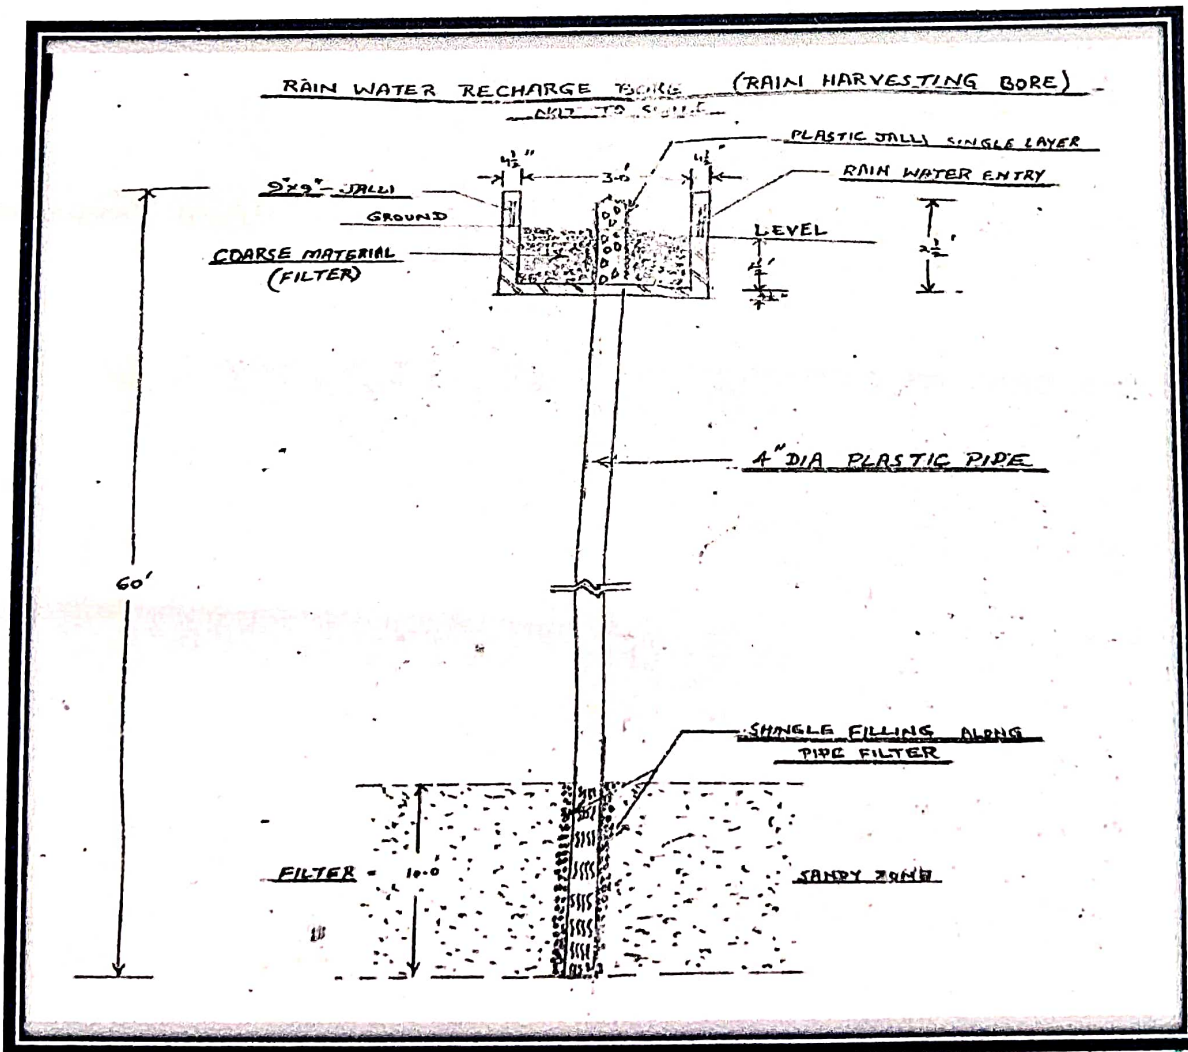 RAIN WATER RECHARGE BORE (RAIN HARVESTING BORE)
NOT TO SCALE
PLASTIC JALLI SINGLE LAYER
4½" 3-0' 4½"
RAIN WATER ENTRY
9"x9"-JALLI
GROUND
LEVEL
2½'
COARSE MATERIAL
(FILTER)
4" DIA PLASTIC PIPE
60'
SHINGLE FILLING ALONG
PIPE FILTER
FILTER = 10-0
SANDY ZONE